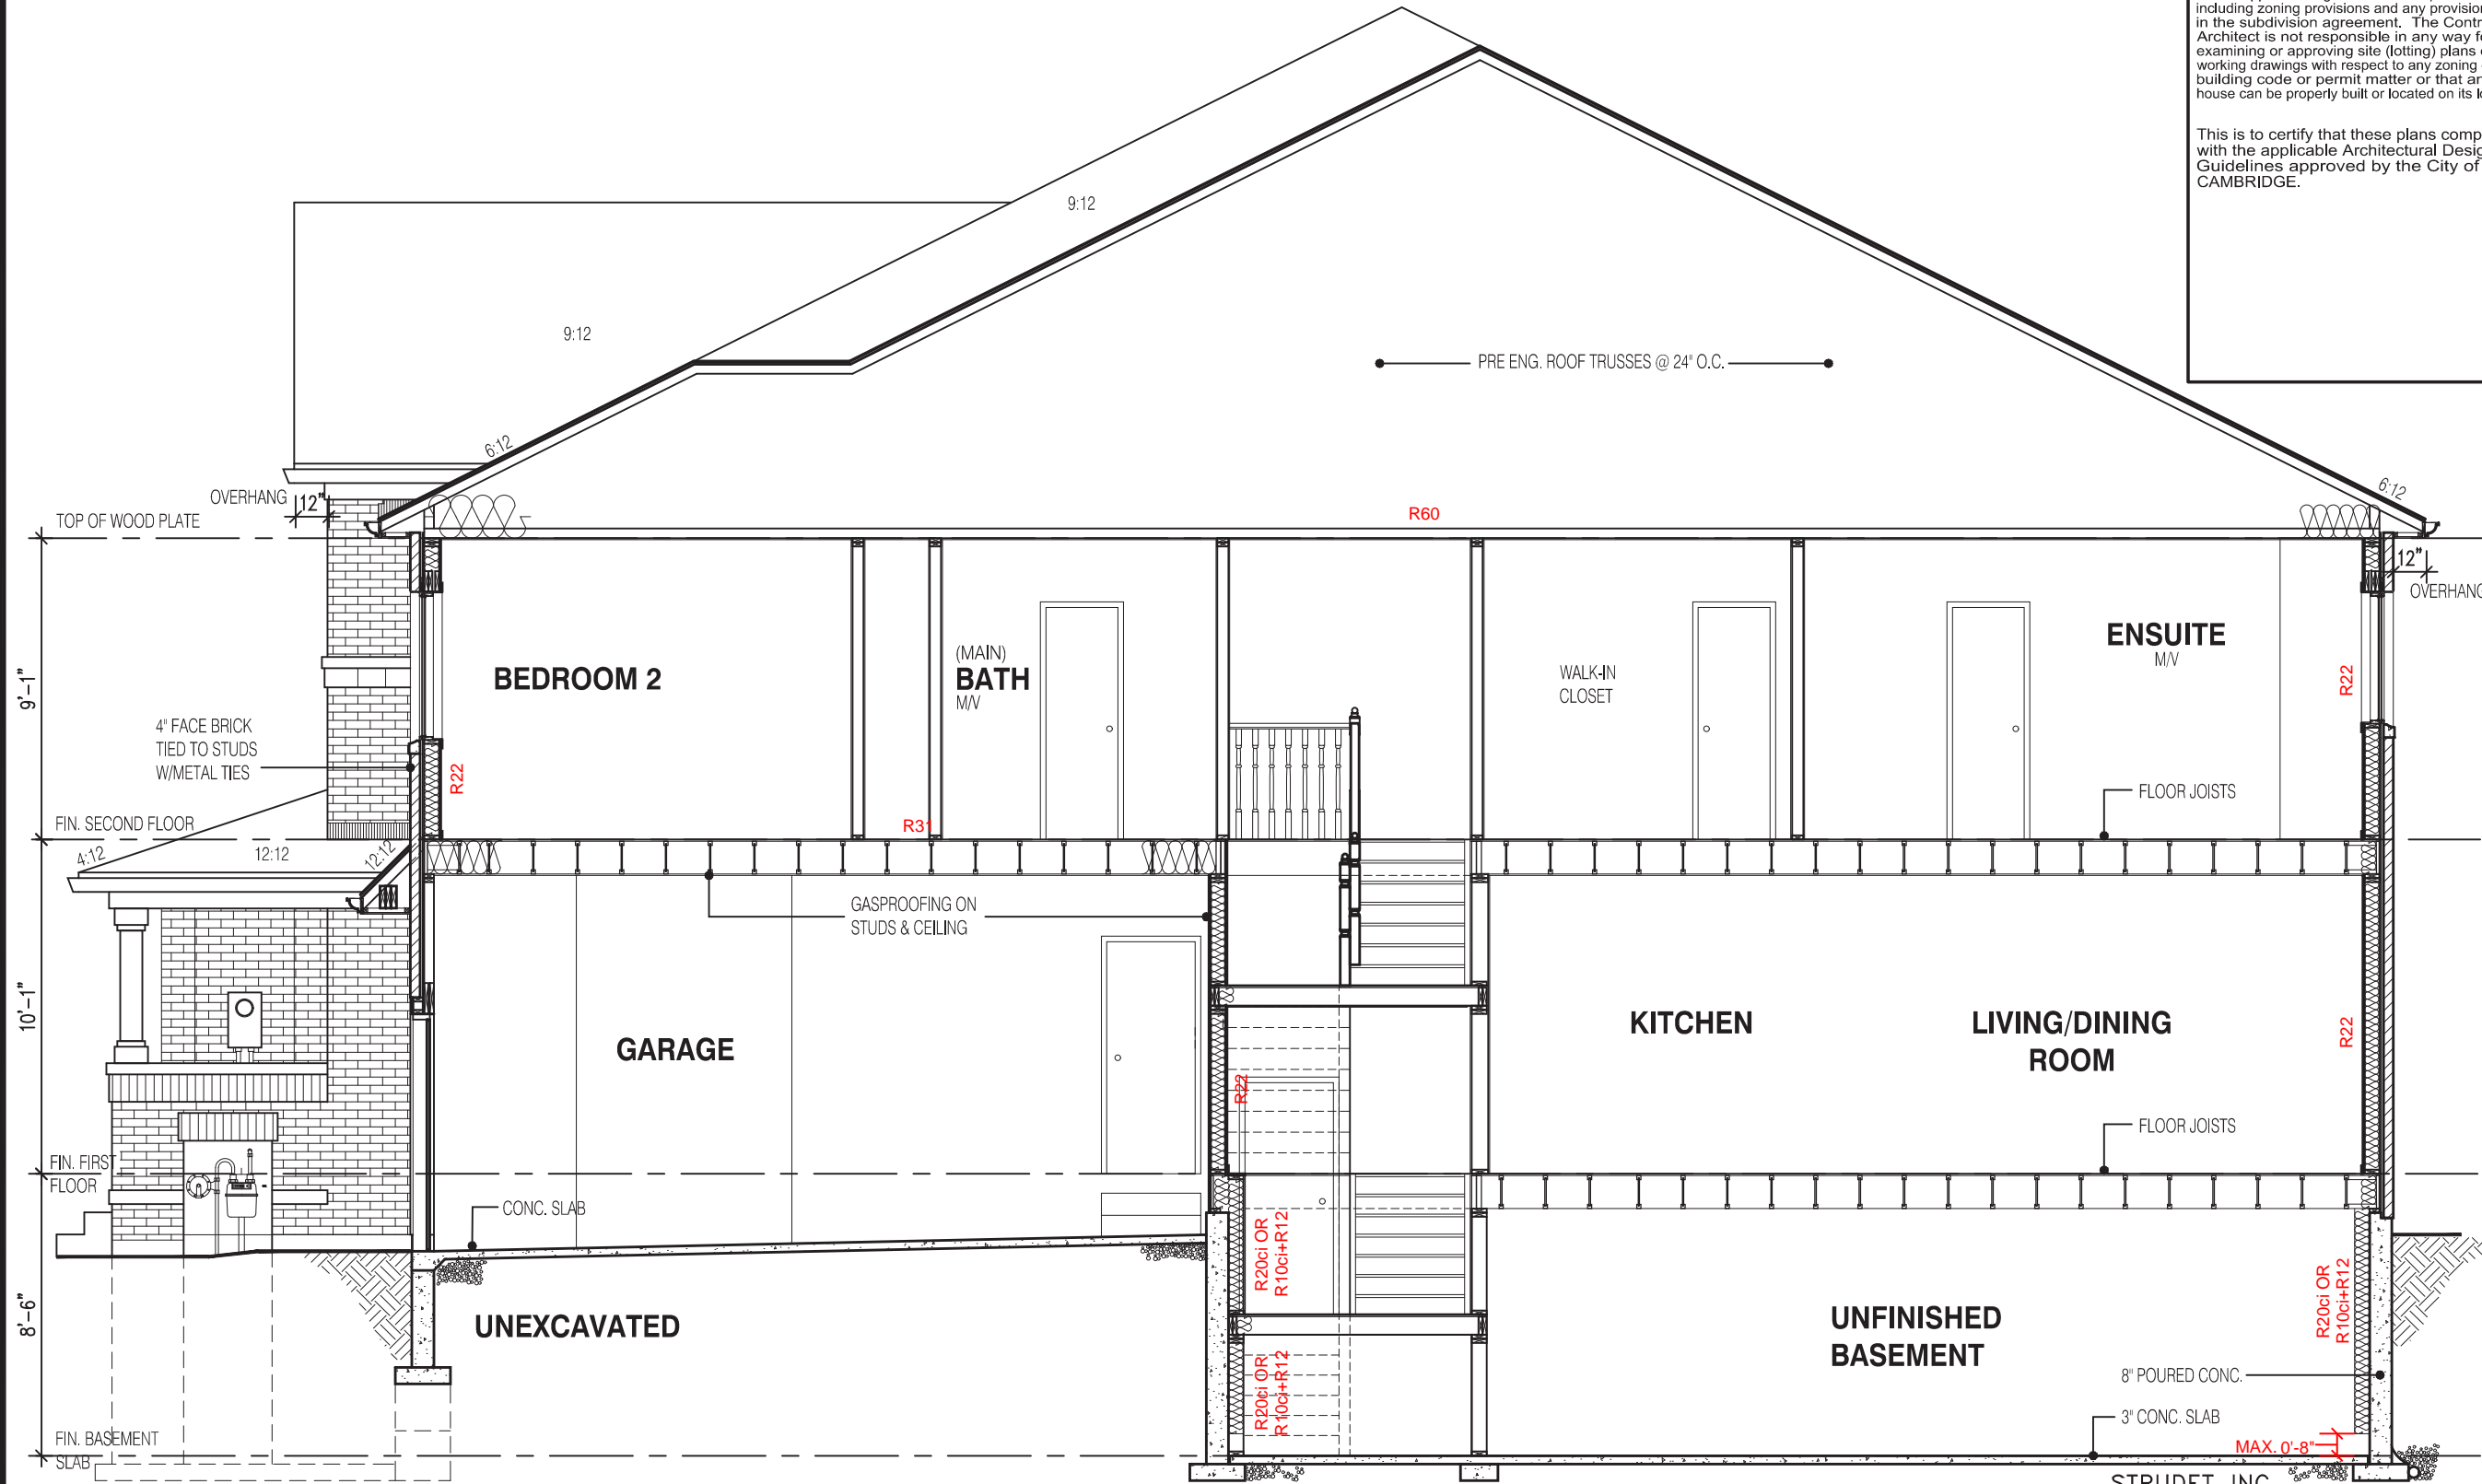 including zoning provisions and any
in the subdivision agreement. The
Architect is not responsible in any way
examining or approving site (lotting) plans
working drawings with respect to any zoning
building code or permit matter or that
house can be properly built or located on its
This is to certify that these plans
with the applicable Architectural
Guidelines approved by the City of
CAMBRIDGE.
9:12
9:12
PRE ENG. ROOF TRUSSES @ 24" O.C.
6:12
6:12
OVERHANG
12"
TOP OF WOOD PLATE
R60
12"
OVERHANG
9'-1"
BEDROOM 2
(MAIN)
BATH
M/V
WALK-IN
CLOSET
ENSUITE
M/V
R22
4" FACE BRICK
TIED TO STUDS
W/METAL TIES
R22
FLOOR JOISTS
FIN. SECOND FLOOR
R31
4:12
12:12
12:12
GASPROOFING ON
STUDS & CEILING
10'-1"
GARAGE
KITCHEN
LIVING/DINING
ROOM
R22
R22
FLOOR JOISTS
FIN. FIRST
FLOOR
CONC. SLAB
R20ci OR
R10ci+R12
R20ci OR
R10ci+R12
8'-6"
UNEXCAVATED
UNFINISHED
BASEMENT
R20ci OR
R10ci+R12
8" POURED CONC.
3" CONC. SLAB
FIN. BASEMENT
SLAB
MAX. 0'-8"
STRUDET INC.